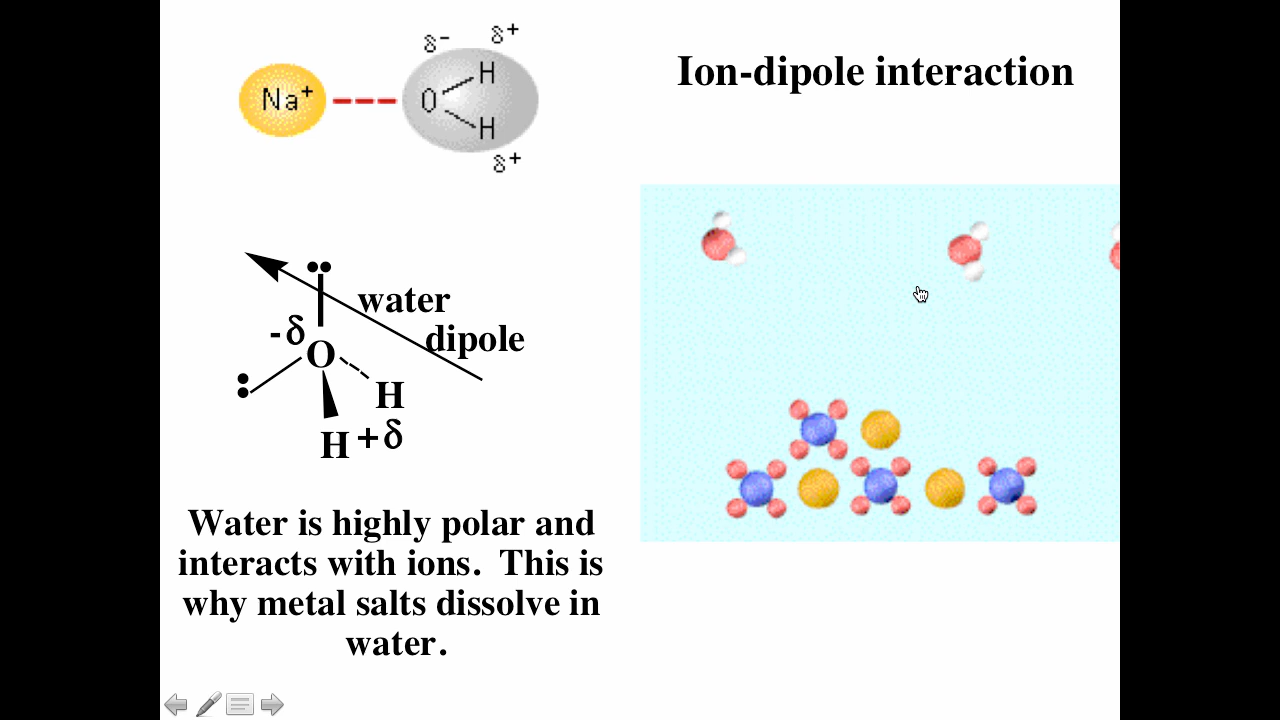 Ion-dipole interaction
δ− δ+
Na+ O H
H
δ+
water
dipole
-δ
O
H
H +δ
Water is highly polar and
interacts with ions. This is
why metal salts dissolve in
water.